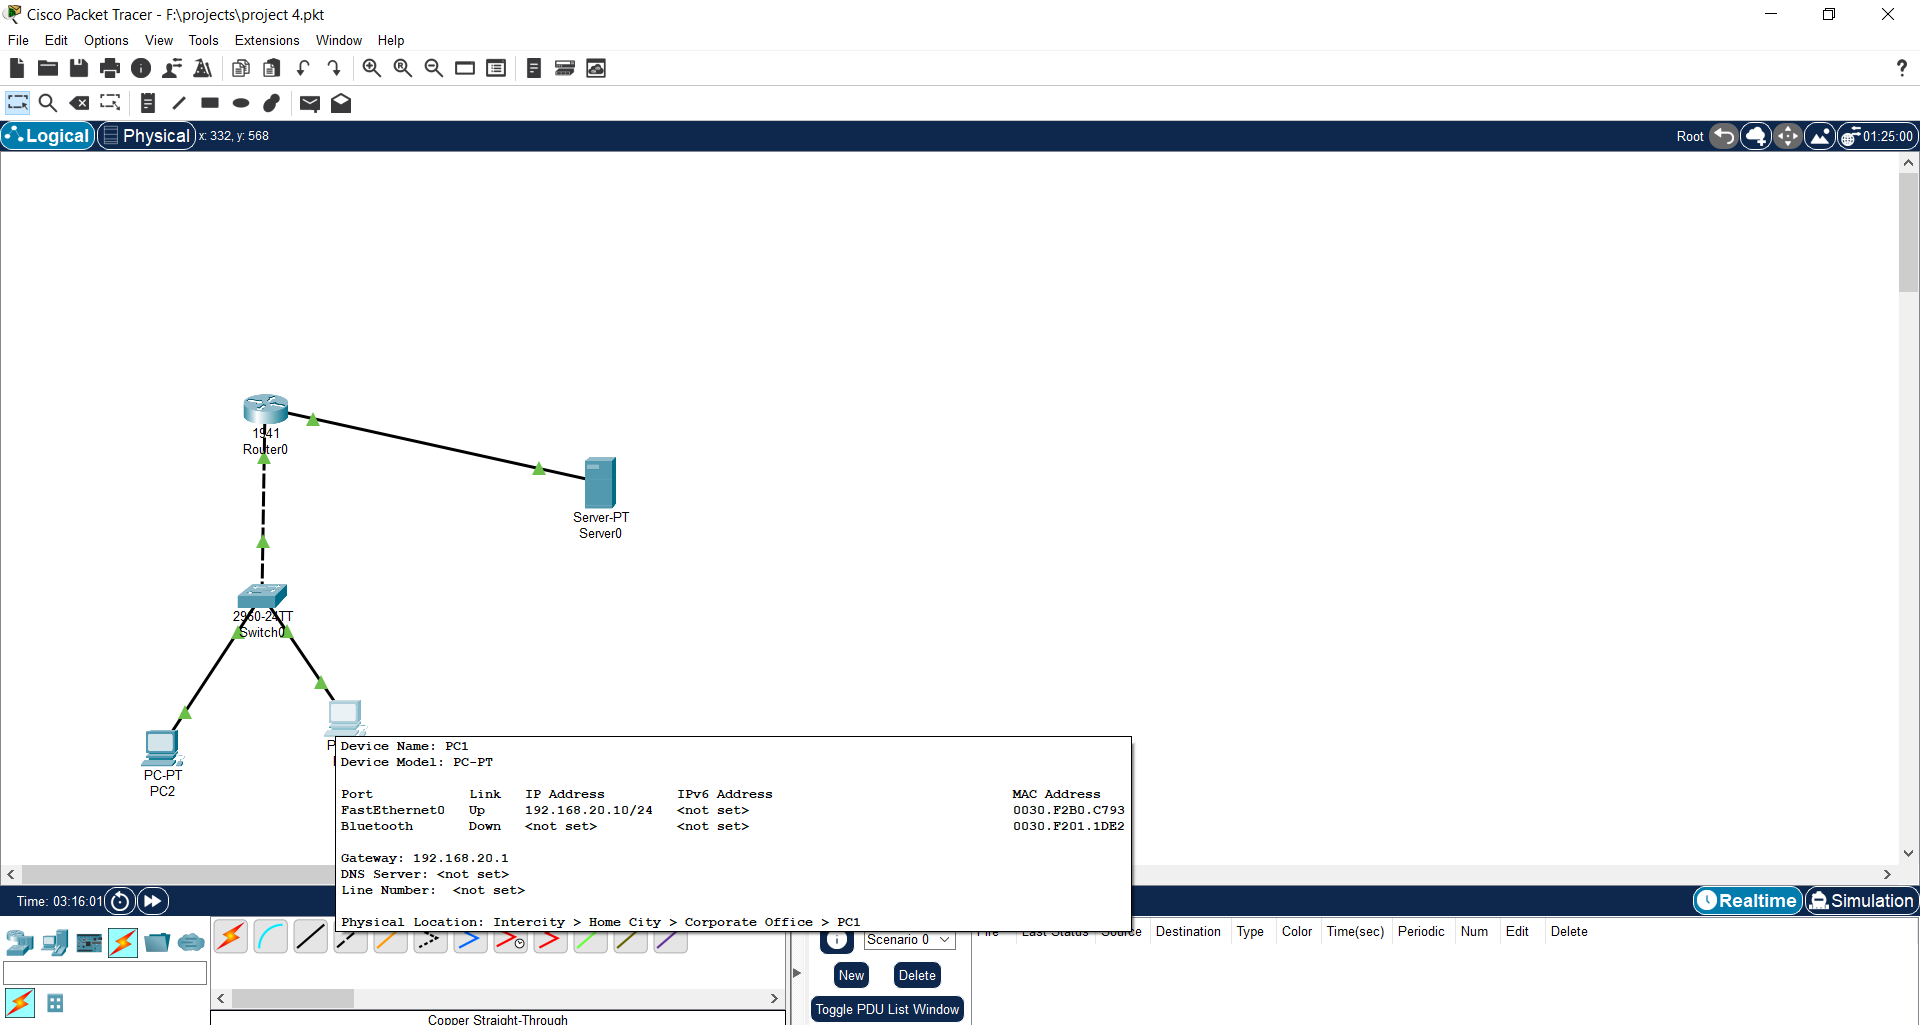 Cisco Packet Tracer - F:\projects\project 4.pkt
File Edit Options View Tools Extensions Window Help
Logical Physical x: 332, y: 568 Root 01:25:00
1941
Router0
Server-PT
Server0
2960-24TT
Switch0
PC-PT
PC2
Device Name: PC1
Device Model: PC-PT
Port Link IP Address IPv6 Address MAC Address
FastEthernet0 Up 192.168.20.10/24 <not set> 0030.F2B0.C793
Bluetooth Down <not set> <not set> 0030.F201.1DE2
Gateway: 192.168.20.1
DNS Server: <not set>
Line Number: <not set>
Physical Location: Intercity > Home City > Corporate Office > PC1
Time: 03:16:01 Realtime Simulation
Scenario 0 Fire Last Status Source Destination Type Color Time(sec) Periodic Num Edit Delete
New Delete
Toggle PDU List Window
Copper Straight-Through